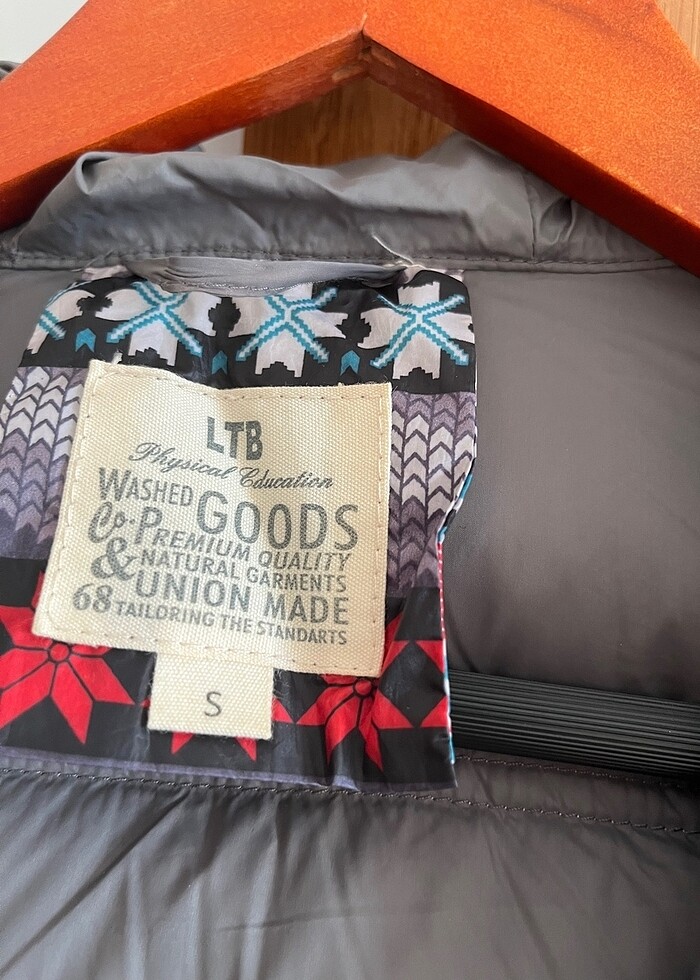 LTB
Physical Education
WASHED GOODS
Co. PREMIUM QUALITY
& NATURAL GARMENTS
UNION MADE
68 TAILORING THE STANDARTS
S